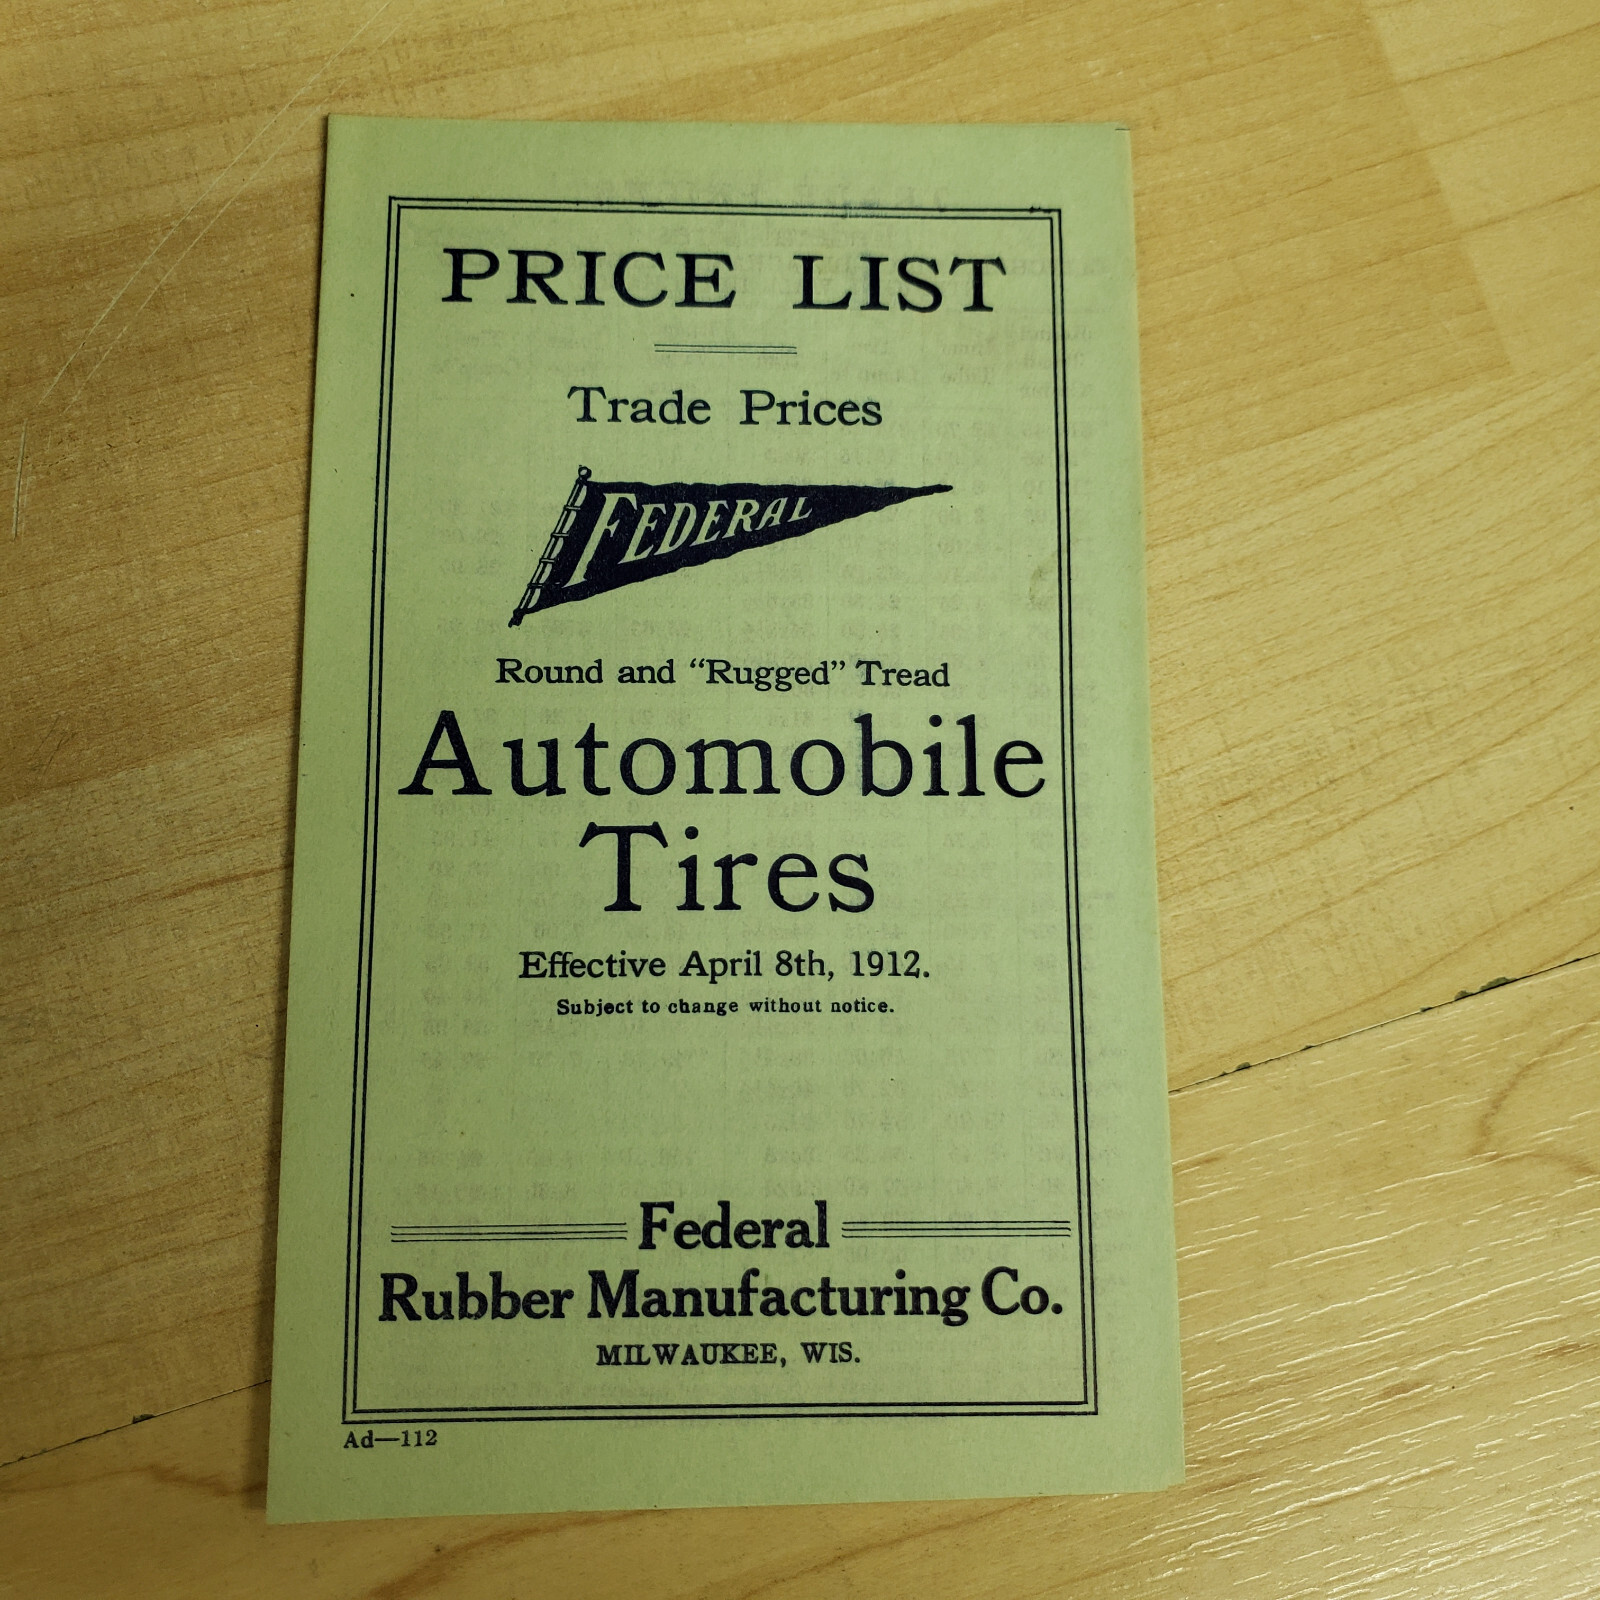 PRICE LIST
Trade Prices
FEDERAL
Round and “Rugged” Tread
Automobile
Tires
Effective April 8th, 1912.
Subject to change without notice.
Federal
Rubber Manufacturing Co.
MILWAUKEE, WIS.
Ad—112